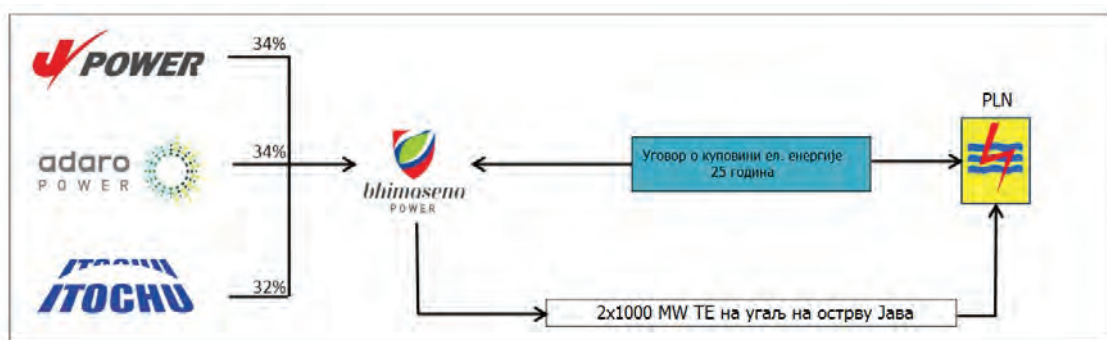 J POWER
34%
adaro
POWER
34%
ITOCHU
32%
bhimasena
POWER
Уговор о куповини ел. енергије
25 година
PLN
2x1000 MW ТЕ на угаљ на острву Јава